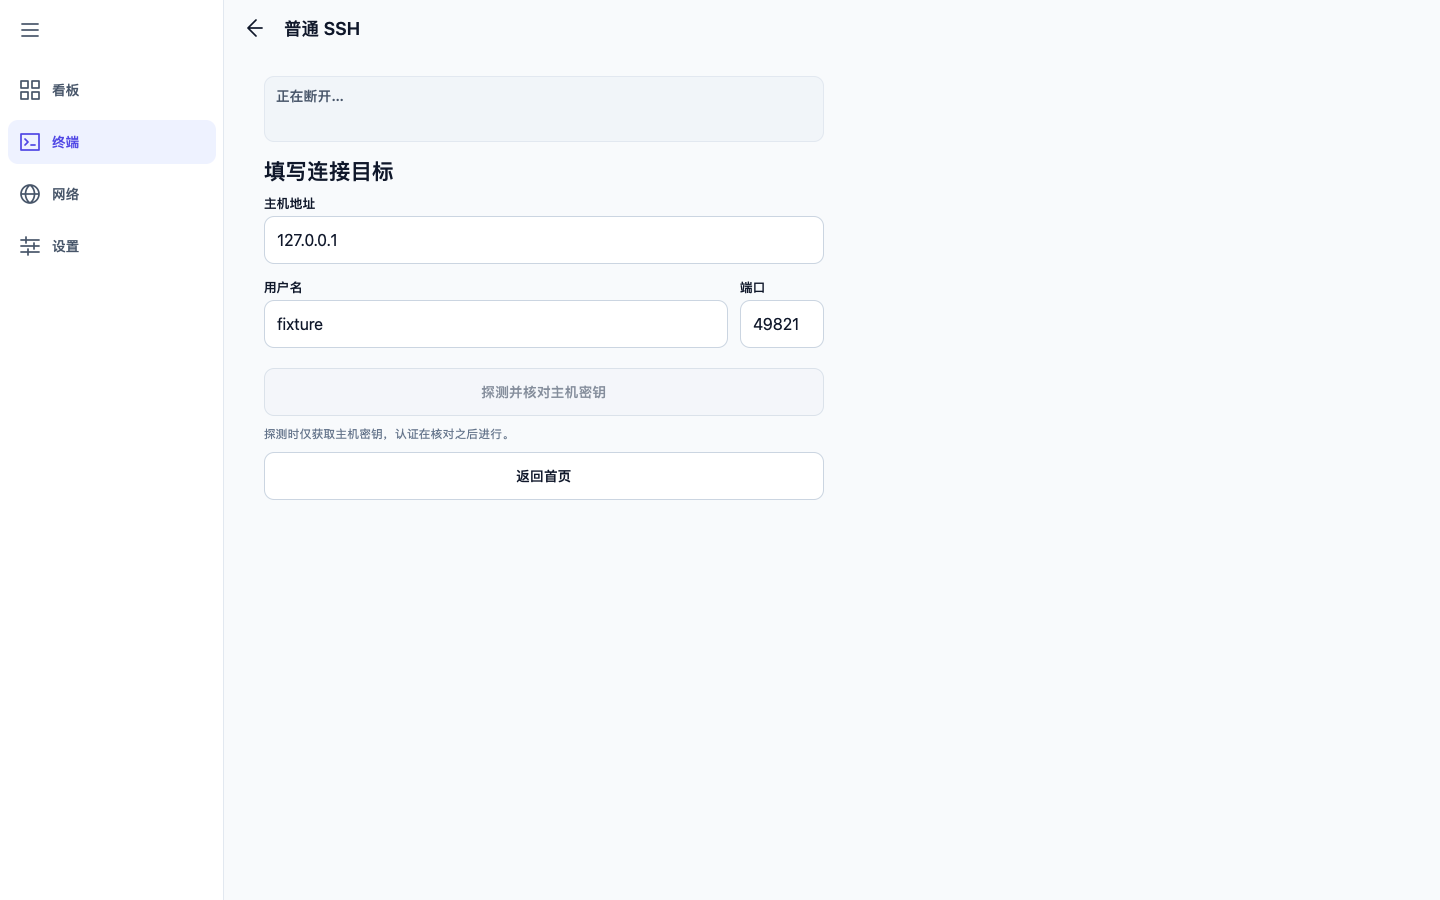 普通 SSH
看板
终端
网络
设置
正在断开...
填写连接目标
主机地址
127.0.0.1
用户名
端口
fixture
49821
探测并核对主机密钥
探测时仅获取主机密钥，认证在核对之后进行。
返回首页